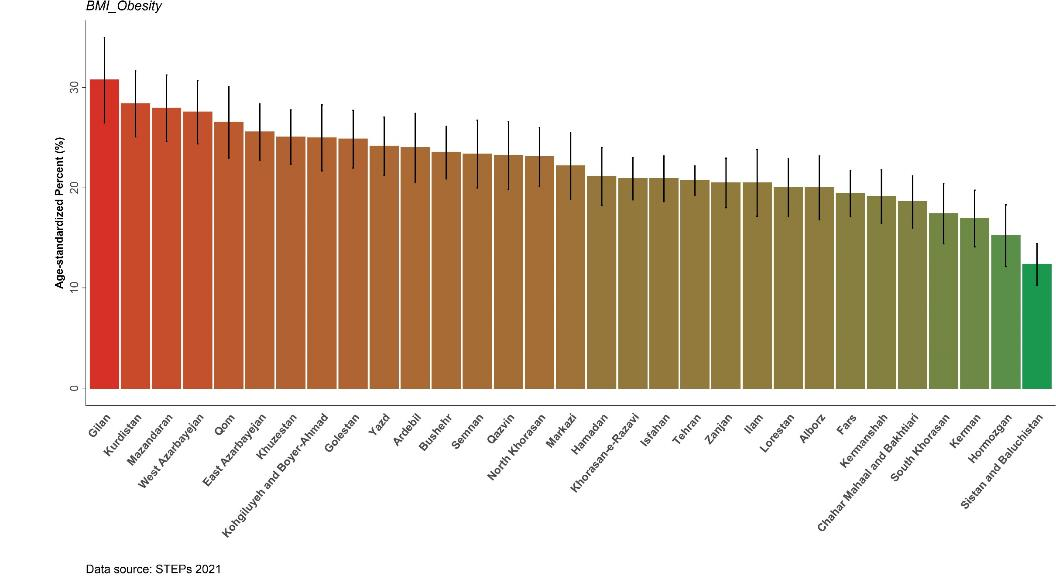 BMI_Obesity
Age-standardized Percent (%)
30
20
10
0
Gilan
Kurdistan
Mazandaran
West Azarbayejan
Qom
East Azarbayejan
Khuzestan
Kohgiluyeh and Boyer-Ahmad
Golestan
Yazd
Ardebil
Bushehr
Semnan
Qazvin
North Khorasan
Markazi
Hamadan
Khorasan-e-Razavi
Isfahan
Tehran
Zanjan
Ilam
Lorestan
Alborz
Fars
Kermanshah
Chahar Mahaal and Bakhtiari
South Khorasan
Kerman
Hormozgan
Sistan and Baluchistan
Data source: STEPs 2021